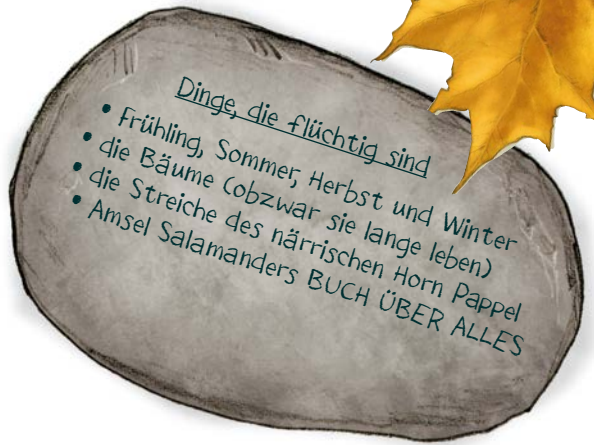 Dinge, die flüchtig sind
• Frühling, Sommer, Herbst und Winter
• die Bäume (obzwar sie lange leben)
• die Streiche des närrischen Horn Pappel
• Amsel Salamanders BUCH ÜBER ALLES